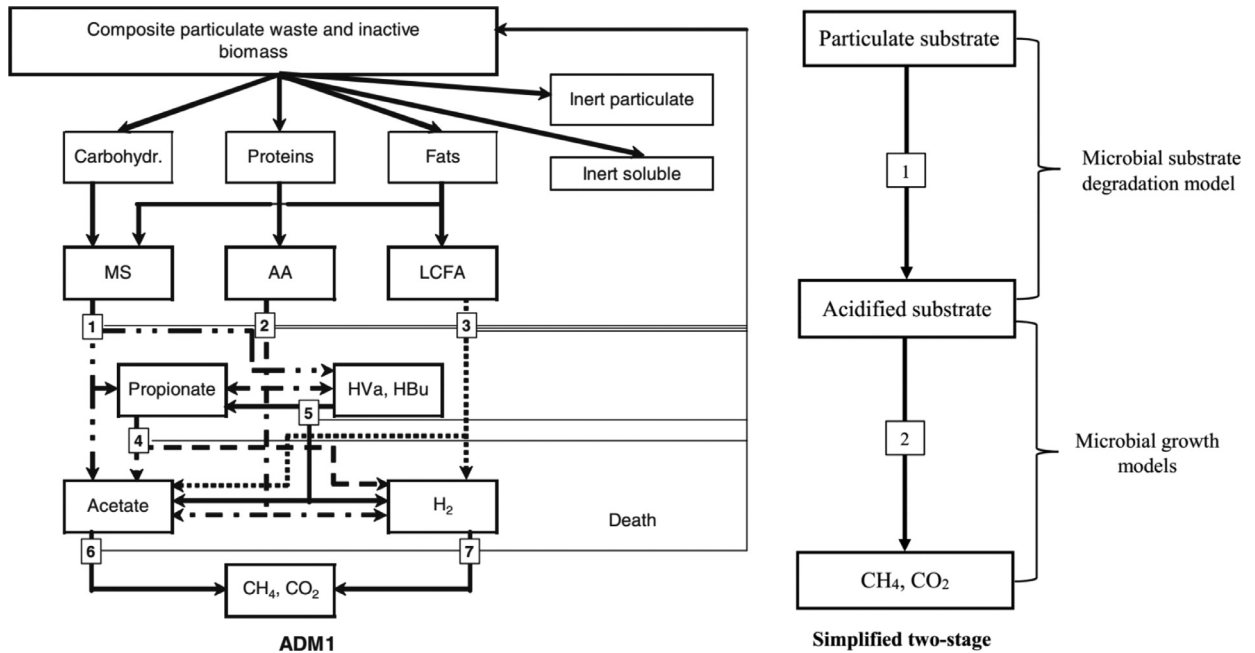 Composite particulate waste and inactive
biomass
Inert particulate
Carbohydr.
Proteins
Fats
Inert soluble
MS
AA
LCFA
1
2
3
Propionate
HVa, HBu
5
4
Acetate
H₂
Death
6
7
CH₄, CO₂
ADM1
Particulate substrate
1
Microbial substrate
degradation model
Acidified substrate
2
Microbial growth
models
CH₄, CO₂
Simplified two-stage